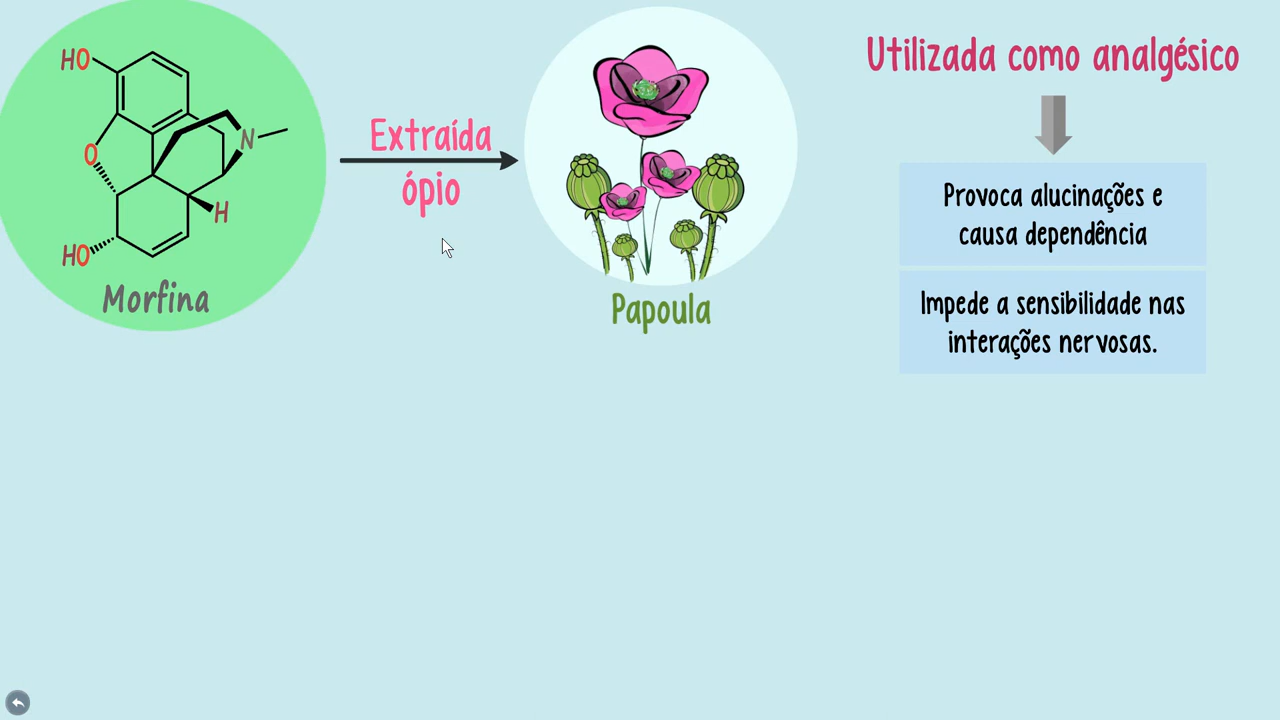 HO
O
N
H
HO
Morfina
Extraída
ópio
Papoula
Utilizada como analgésico
Provoca alucinações e
causa dependência
Impede a sensibilidade nas
interações nervosas.